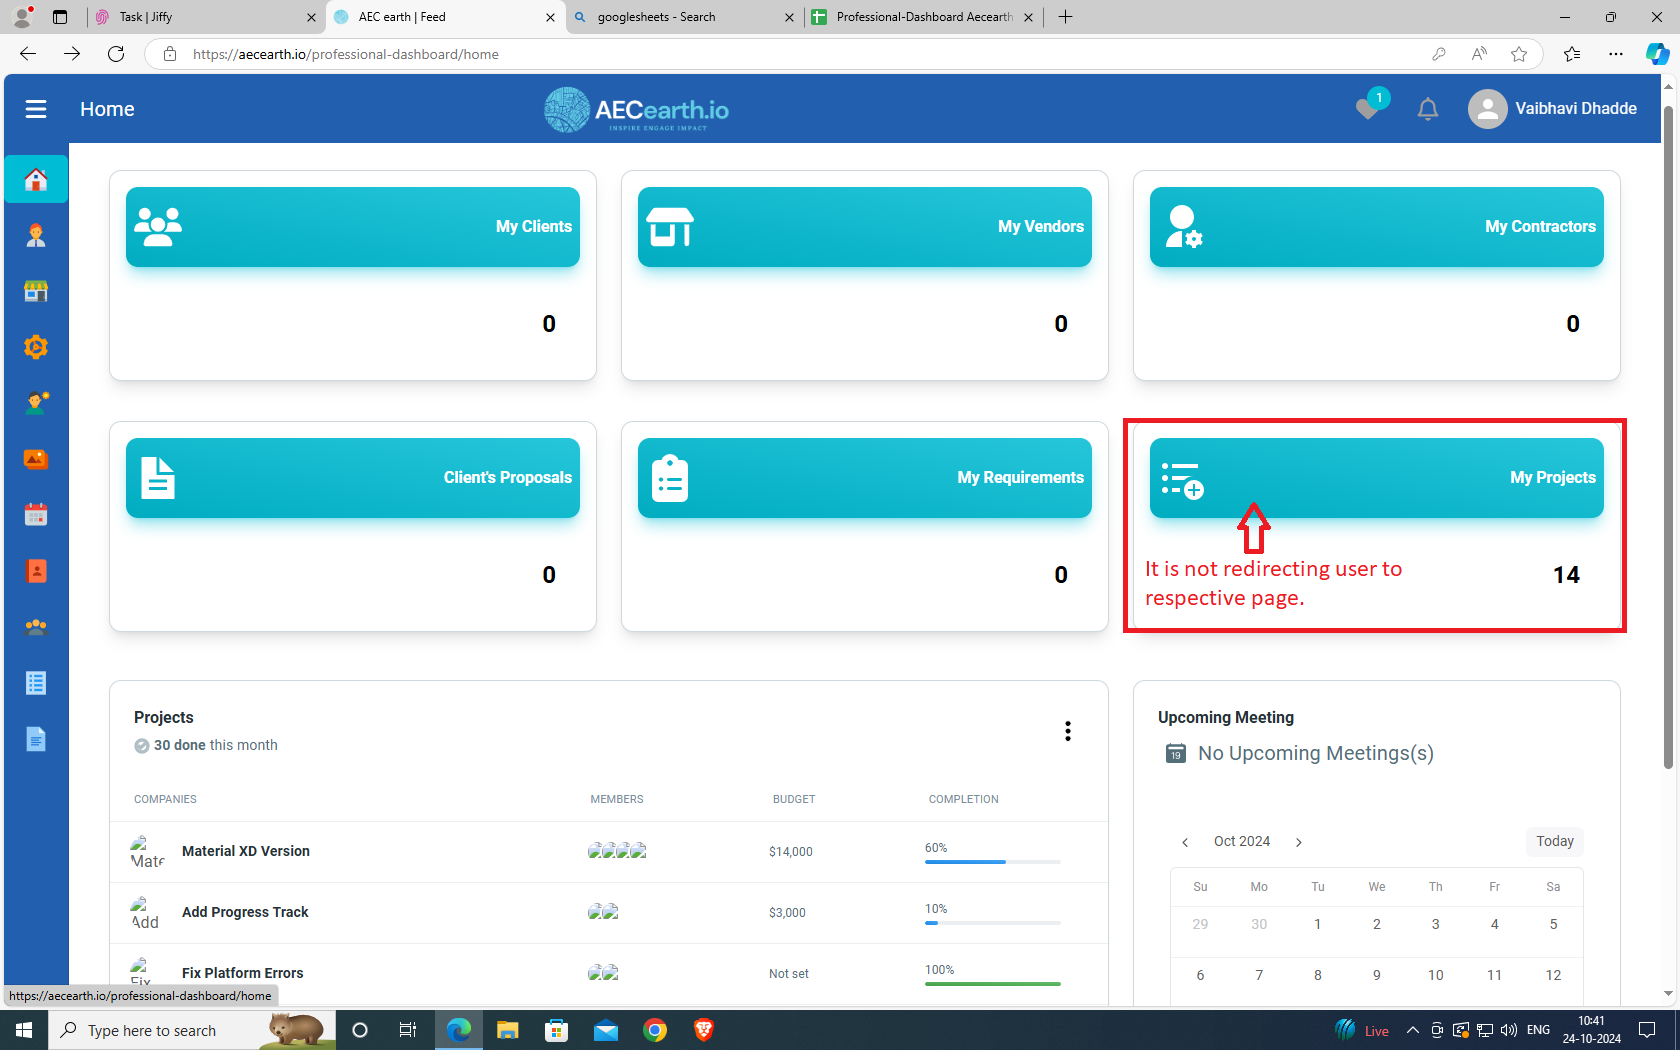 Task | Jiffy
AEC earth | Feed
googlesheets - Search
Professional-Dashboard Aecearth
https://aecearth.io/professional-dashboard/home
Home
AECearth.io
INSPIRE ENGAGE IMPACT
1
Vaibhavi Dhadde
My Clients
0
My Vendors
0
My Contractors
0
Client's Proposals
0
My Requirements
0
My Projects
It is not redirecting user to
respective page.
14
Projects
30 done this month
COMPANIES MEMBERS BUDGET COMPLETION
Mate Material XD Version $14,000 60%
Add Add Progress Track $3,000 10%
Fix Fix Platform Errors Not set 100%
Upcoming Meeting
19 No Upcoming Meetings(s)
Oct 2024 Today
Su Mo Tu We Th Fr Sa
29 30 1 2 3 4 5
6 7 8 9 10 11 12
https://aecearth.io/professional-dashboard/home
Type here to search
Live
ENG
10:41
24-10-2024